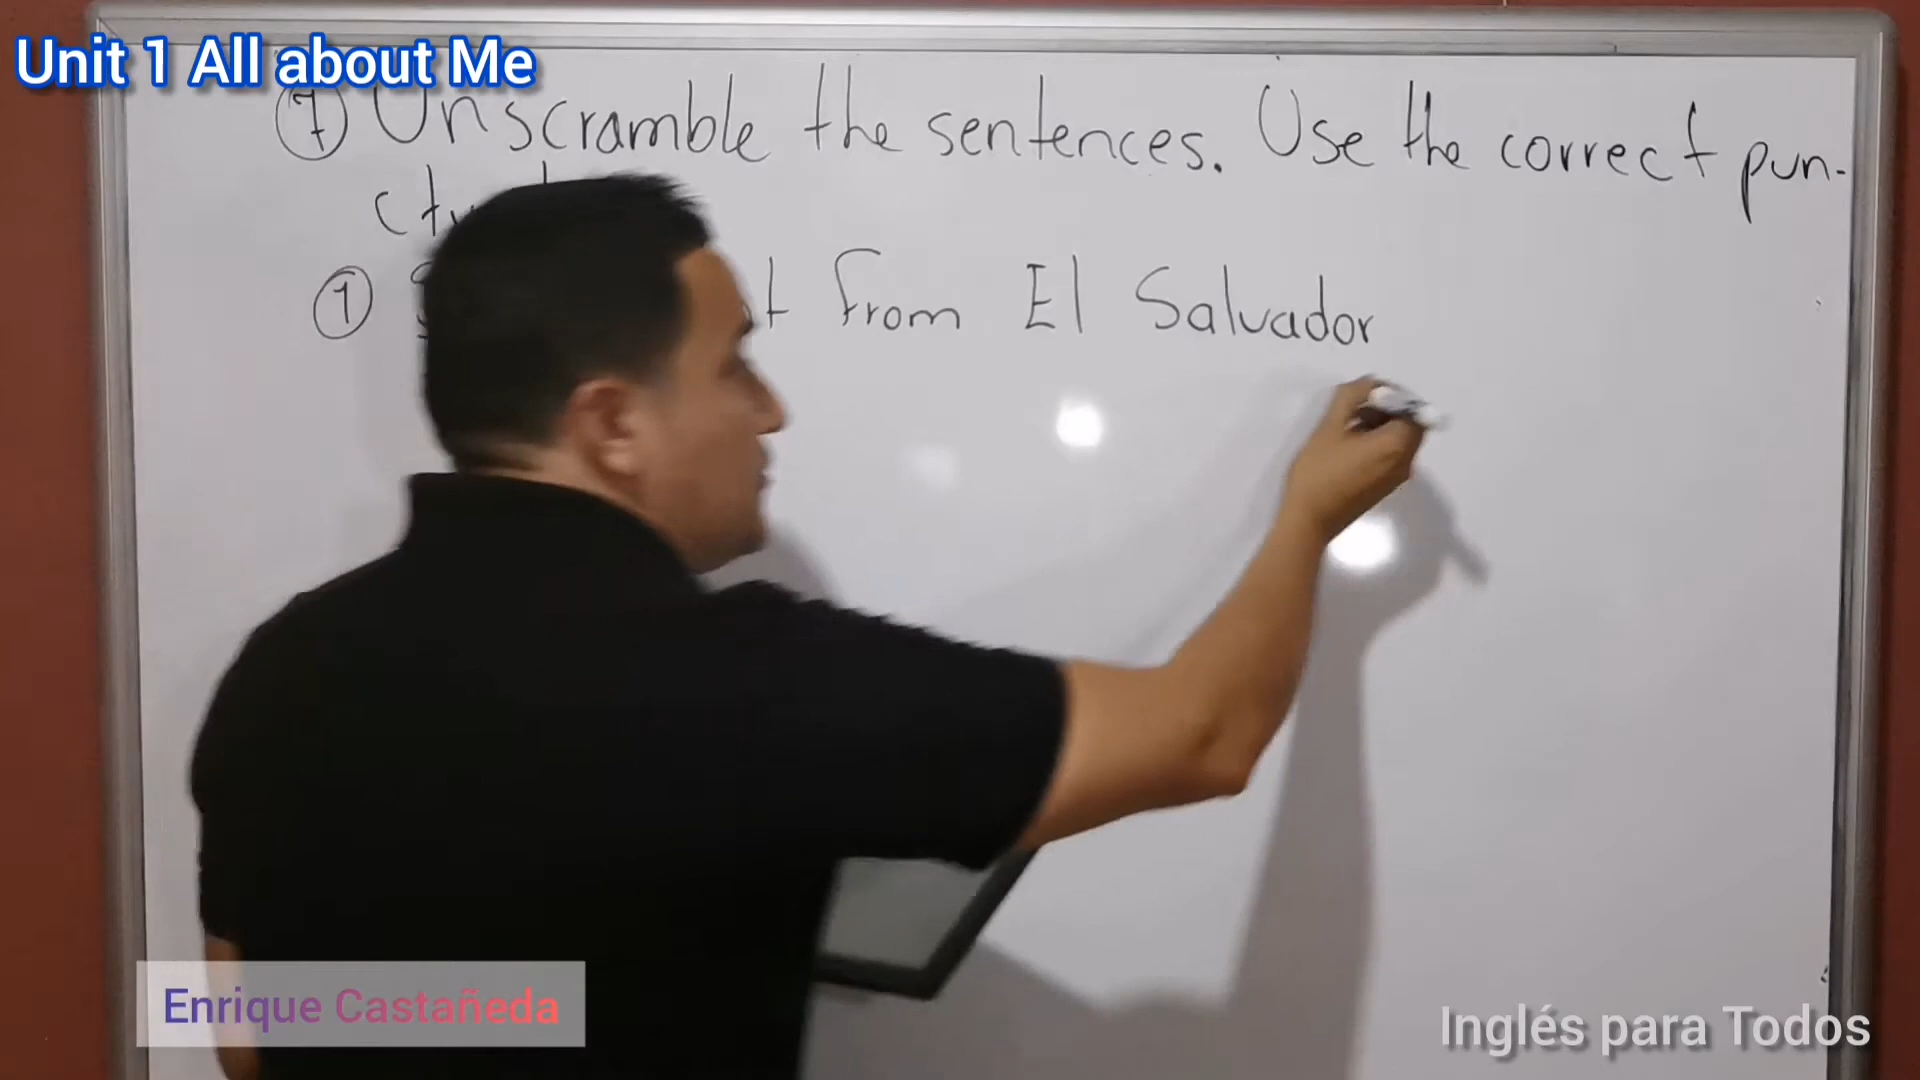 Unit 1 All about Me
7 Unscramble the sentences. Use the correct pun-
1 from El Salvador
Enrique Castañeda
Inglés para Todos